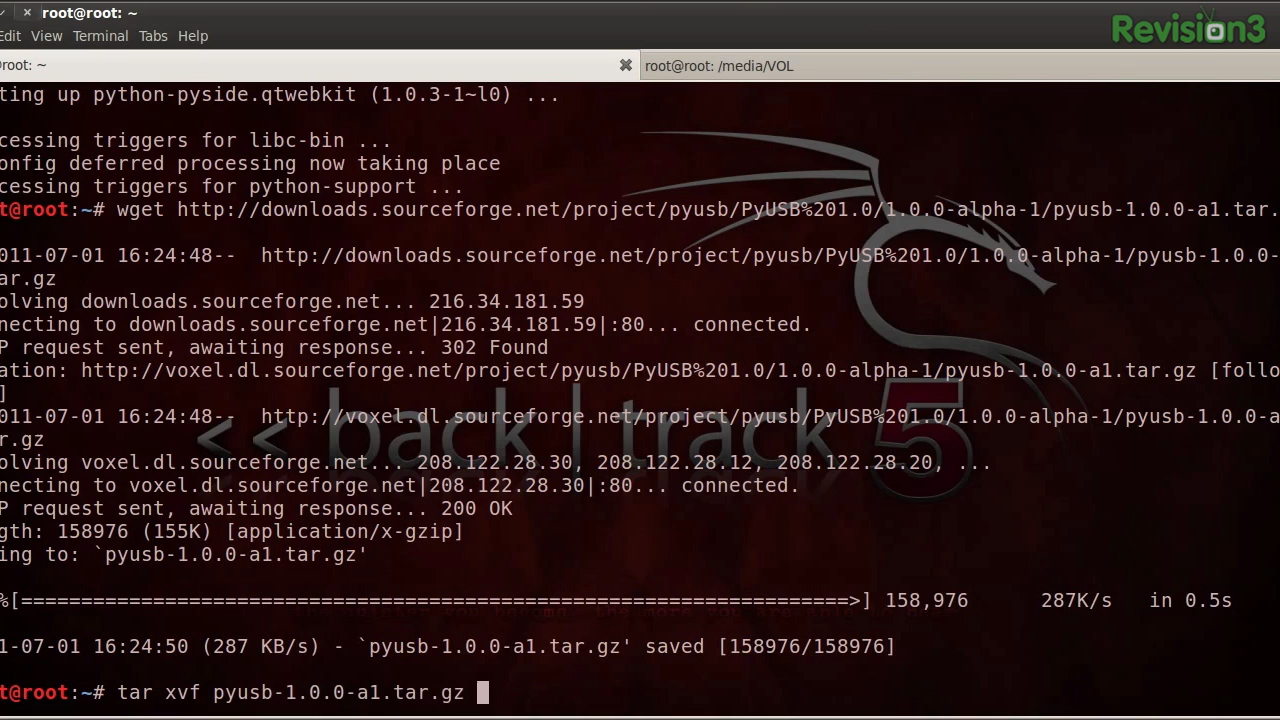 root@root: ~
Edit View Terminal Tabs Help
Revision3
root: ~
root@root: /media/VOL
ting up python-pyside.qtwebkit (1.0.3-1~l0) ...
cessing triggers for libc-bin ...
onfig deferred processing now taking place
cessing triggers for python-support ...
t@root:~# wget http://downloads.sourceforge.net/project/pyusb/PyUSB%201.0/1.0.0-alpha-1/pyusb-1.0.0-a1.tar.
011-07-01 16:24:48-- http://downloads.sourceforge.net/project/pyusb/PyUSB%201.0/1.0.0-alpha-1/pyusb-1.0.0-
ar.gz
olving downloads.sourceforge.net... 216.34.181.59
necting to downloads.sourceforge.net|216.34.181.59|:80... connected.
P request sent, awaiting response... 302 Found
ation: http://voxel.dl.sourceforge.net/project/pyusb/PyUSB%201.0/1.0.0-alpha-1/pyusb-1.0.0-a1.tar.gz [follo
]
011-07-01 16:24:48-- http://voxel.dl.sourceforge.net/project/pyusb/PyUSB%201.0/1.0.0-alpha-1/pyusb-1.0.0-a
r.gz
<< back | track 5
olving voxel.dl.sourceforge.net... 208.122.28.30, 208.122.28.12, 208.122.28.20, ...
necting to voxel.dl.sourceforge.net|208.122.28.30|:80... connected.
P request sent, awaiting response... 200 OK
gth: 158976 (155K) [application/x-gzip]
ing to: `pyusb-1.0.0-a1.tar.gz'
%[=====================================================================>] 158,976 287K/s in 0.5s
1-07-01 16:24:50 (287 KB/s) - `pyusb-1.0.0-a1.tar.gz' saved [158976/158976]
t@root:~# tar xvf pyusb-1.0.0-a1.tar.gz